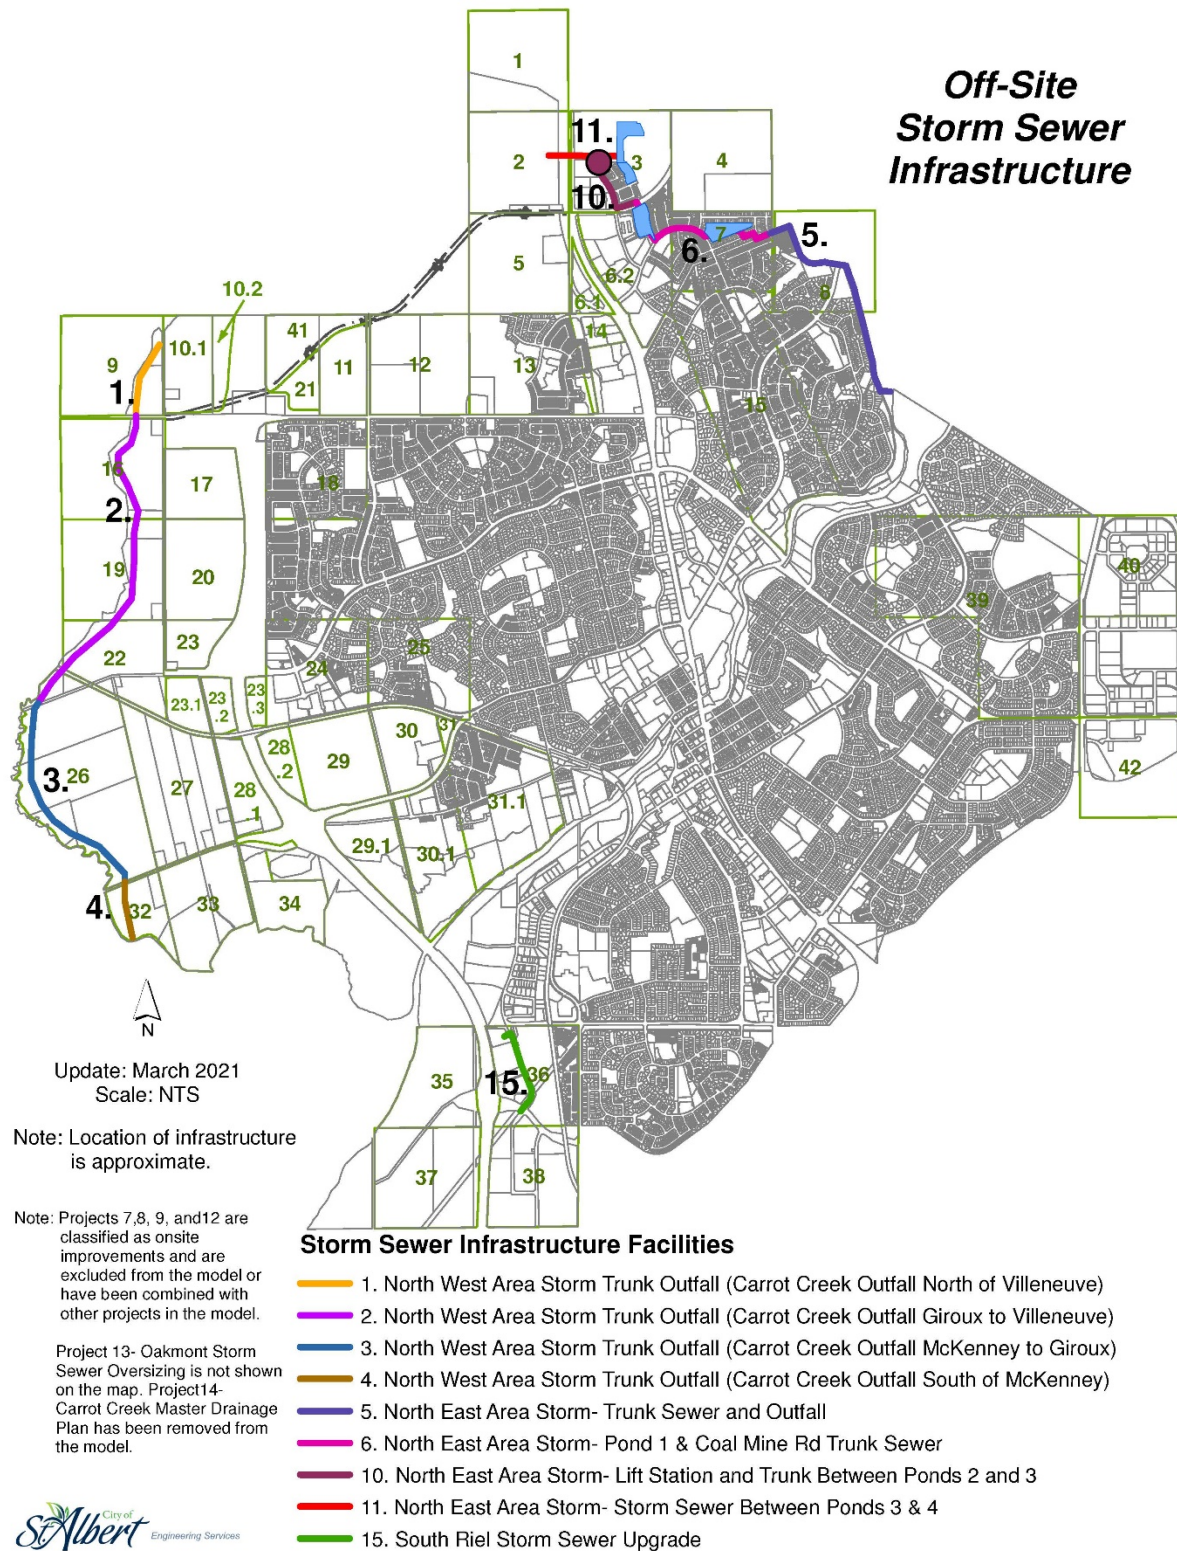 Off-Site
Storm Sewer
Infrastructure
1
11.
2
3
4
10.
7
5.
6.
5
6.2
8
6.1
10.2
41
14
9
10.1
11
12
13
21
1.
15
16
17
18
2.
19
20
40
39
23
22
25
24
23.1
23
.2
23
.3
30
31
28
.2
29
42
3.
26
27
28
.1
31.1
29.1
30.1
4.
32
33
34
N
Update: March 2021
Scale: NTS
35
15.
36
Note: Location of infrastructure
is approximate.
37
38
Note: Projects 7,8, 9, and12 are
classified as onsite
improvements and are
excluded from the model or
have been combined with
other projects in the model.
Project 13- Oakmont Storm
Sewer Oversizing is not shown
on the map. Project14-
Carrot Creek Master Drainage
Plan has been removed from
the model.
Storm Sewer Infrastructure Facilities
1. North West Area Storm Trunk Outfall (Carrot Creek Outfall North of Villeneuve)
2. North West Area Storm Trunk Outfall (Carrot Creek Outfall Giroux to Villeneuve)
3. North West Area Storm Trunk Outfall (Carrot Creek Outfall McKenney to Giroux)
4. North West Area Storm Trunk Outfall (Carrot Creek Outfall South of McKenney)
5. North East Area Storm- Trunk Sewer and Outfall
6. North East Area Storm- Pond 1 & Coal Mine Rd Trunk Sewer
10. North East Area Storm- Lift Station and Trunk Between Ponds 2 and 3
11. North East Area Storm- Storm Sewer Between Ponds 3 & 4
15. South Riel Storm Sewer Upgrade
City of
St. Albert
Engineering Services